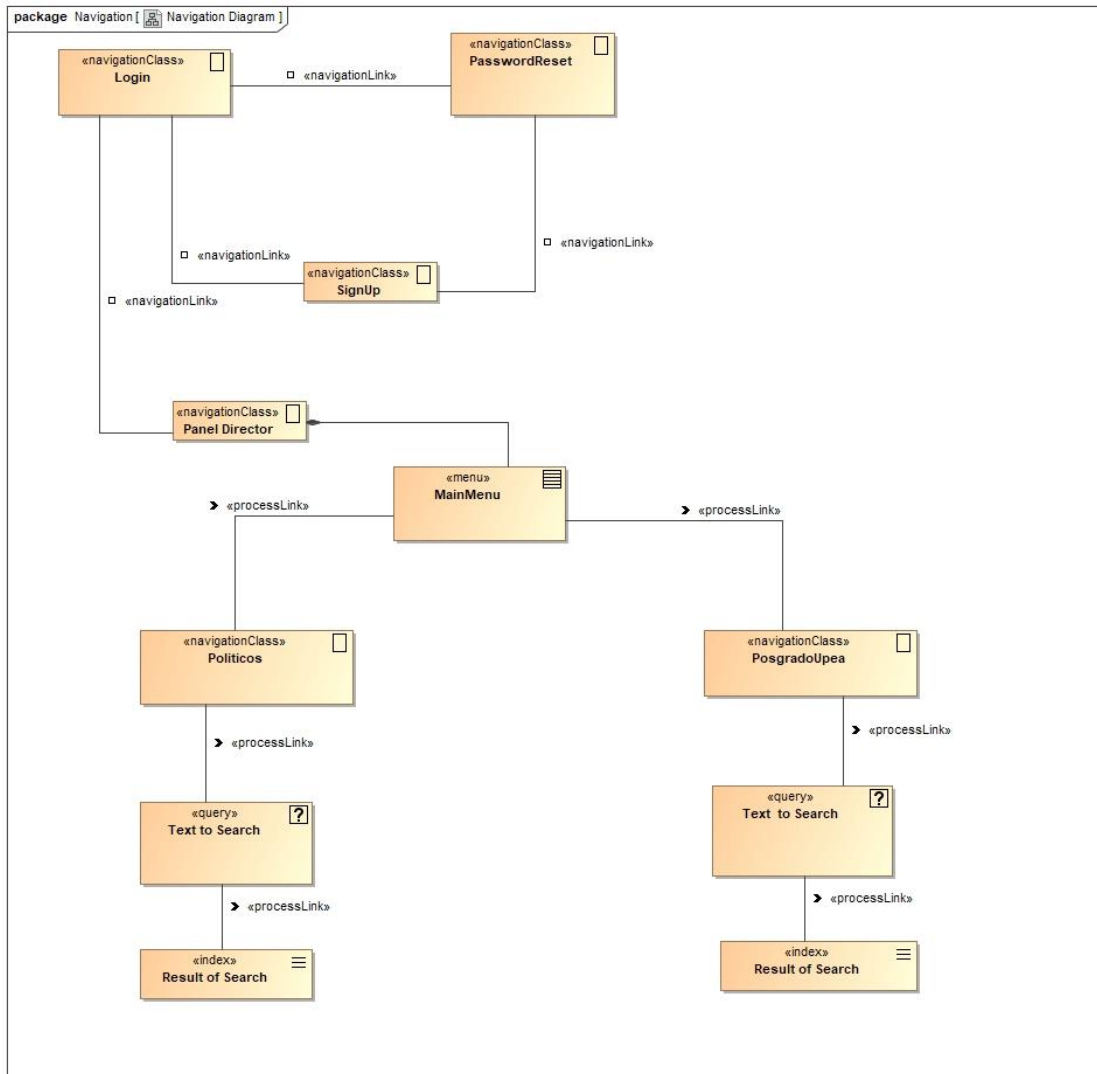 package Navigation [ Navigation Diagram ]
«navigationClass»
Login
«navigationClass»
PasswordReset
«navigationLink»
«navigationLink»
«navigationLink»
«navigationClass»
SignUp
«navigationLink»
«navigationClass»
Panel Director
«menu»
MainMenu
«processLink»
«processLink»
«navigationClass»
Politicos
«navigationClass»
PosgradoUpea
«processLink»
«processLink»
«query»
Text to Search
?
«query»
Text to Search
?
«processLink»
«processLink»
«index»
Result of Search
«index»
Result of Search